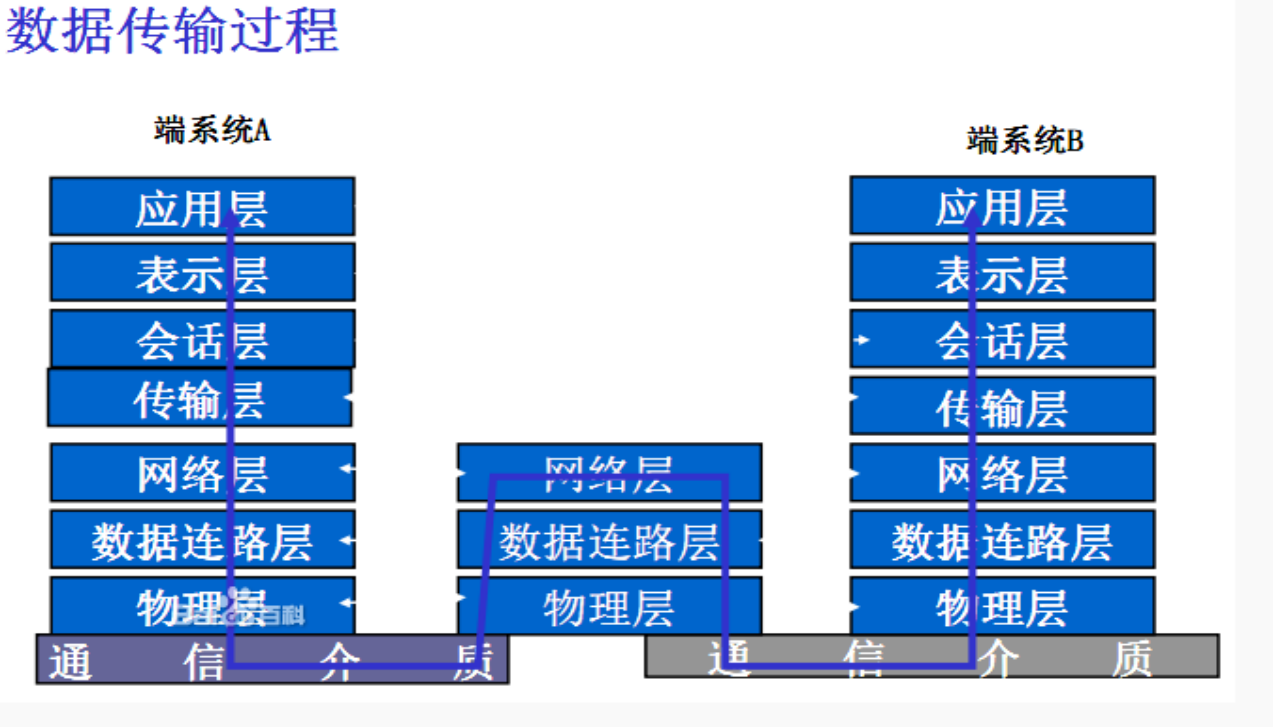 数据传输过程
端系统A
端系统B
应用层
表示层
会话层
传输层
网络层
数据连路层
物理层
通信介质
网络层
数据连路层
物理层
应用层
表示层
会话层
传输层
网络层
数据连路层
物理层
通信介质
百科